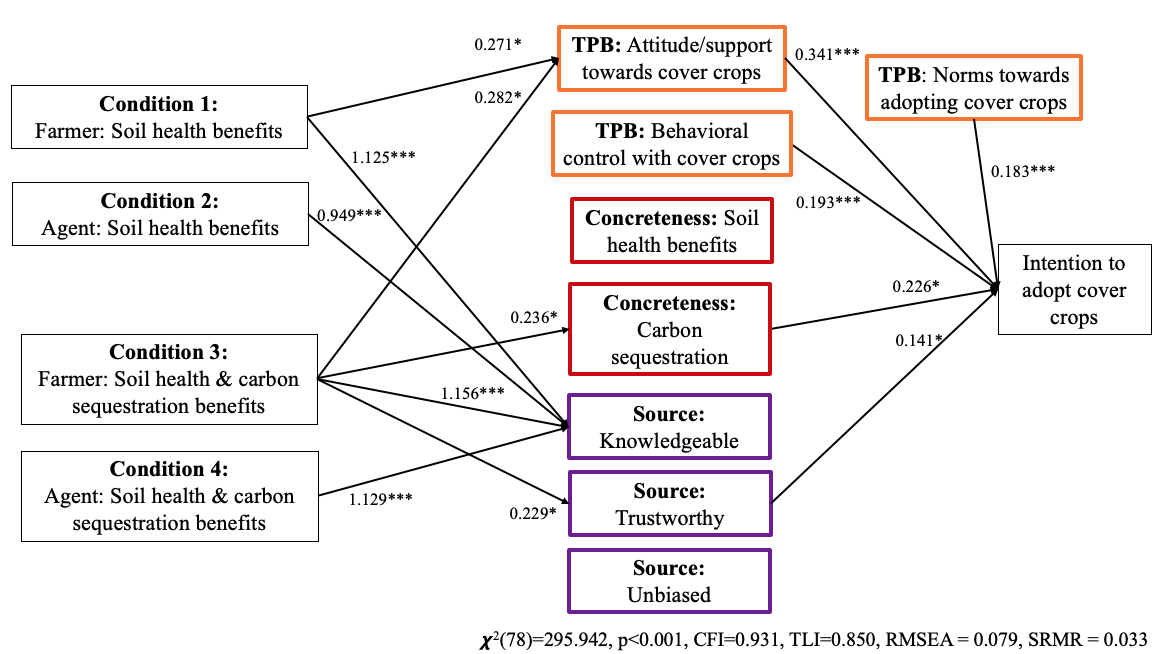 Condition 1:
Farmer: Soil health benefits
Condition 2:
Agent: Soil health benefits
Condition 3:
Farmer: Soil health & carbon
sequestration benefits
Condition 4:
Agent: Soil health & carbon
sequestration benefits
0.271*
0.282*
1.125***
0.949***
0.236*
1.156***
1.129***
0.229*
TPB: Attitude/support
towards cover crops
TPB: Behavioral
control with cover crops
Concreteness: Soil
health benefits
Concreteness:
Carbon
sequestration
Source:
Knowledgeable
Source:
Trustworthy
Source:
Unbiased
0.341***
TPB: Norms towards
adopting cover crops
0.183***
0.193***
0.226*
0.141*
Intention to
adopt cover
crops
χ²(78)=295.942, p<0.001, CFI=0.931, TLI=0.850, RMSEA = 0.079, SRMR = 0.033